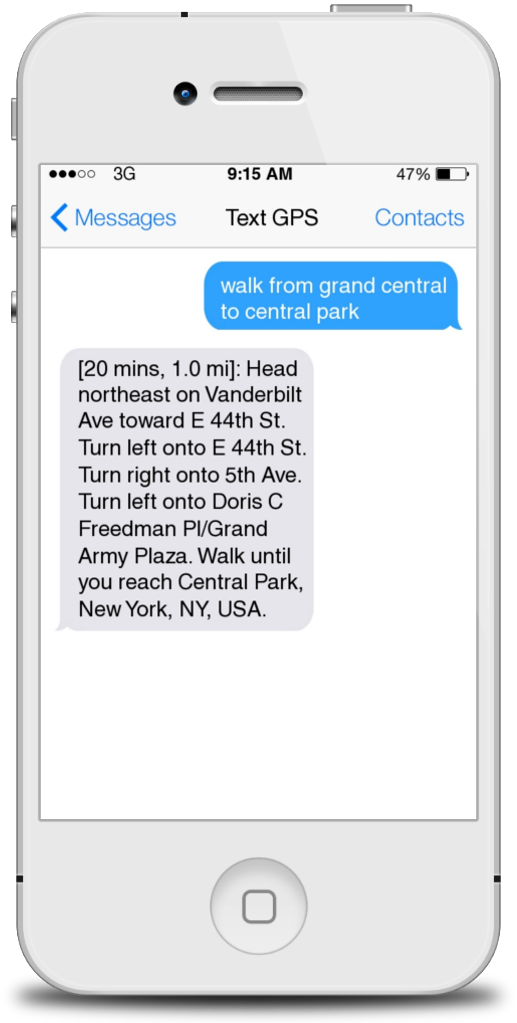 3G 9:15 AM 47%
Messages Text GPS Contacts
walk from grand central
to central park
[20 mins, 1.0 mi]: Head
northeast on Vanderbilt
Ave toward E 44th St.
Turn left onto E 44th St.
Turn right onto 5th Ave.
Turn left onto Doris C
Freedman Pl/Grand
Army Plaza. Walk until
you reach Central Park,
New York, NY, USA.